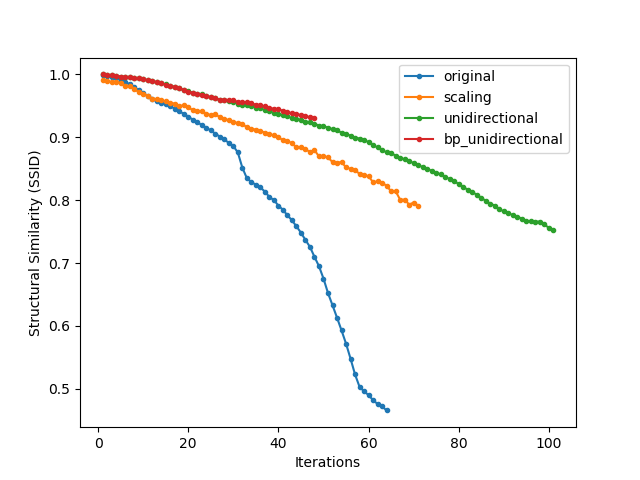 original
scaling
unidirectional
bp_unidirectional
Structural Similarity (SSID)
1.0
0.9
0.8
0.7
0.6
0.5
0 20 40 60 80 100
Iterations